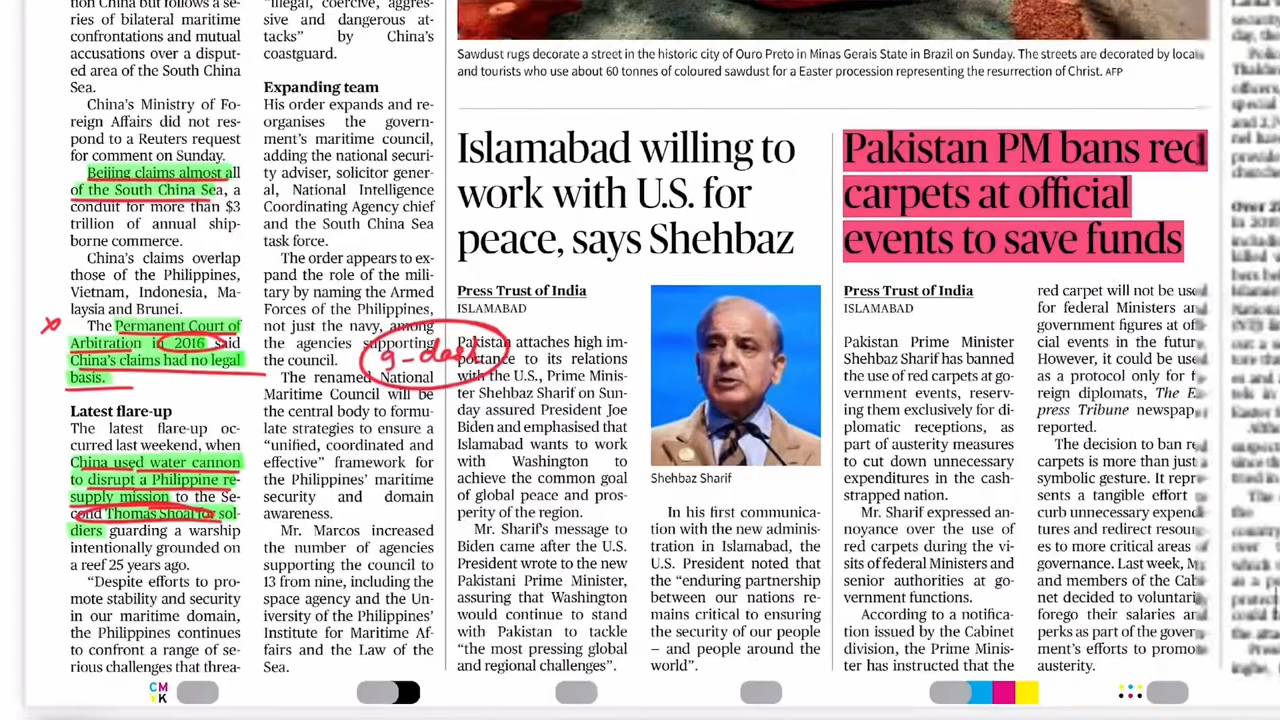 tion China but follows a se-
ries of bilateral maritime
confrontations and mutual
accusations over a disput-
ed area of the South China
Sea.
China's Ministry of Fo-
reign Affairs did not res-
pond to a Reuters request
for comment on Sunday.
Beijing claims almost all
of the South China Sea, a
conduit for more than $3
trillion of annual ship-
borne commerce.
China's claims overlap
those of the Philippines,
Vietnam, Indonesia, Ma-
laysia and Brunei.
The Permanent Court of
Arbitration in 2016 said
China's claims had no legal
basis.
Latest flare-up
The latest flare-up oc-
curred last weekend, when
China used water cannon
to disrupt a Philippine re-
supply mission to the Se-
cond Thomas Shoal for sol-
diers guarding a warship
intentionally grounded on
a reef 25 years ago.
“Despite efforts to pro-
mote stability and security
in our maritime domain,
the Philippines continues
to confront a range of se-
rious challenges that threa-
“illegal, coercive, aggres-
sive and dangerous at-
tacks” by China's
coastguard.
Expanding team
His order expands and re-
organises the govern-
ment's maritime council,
adding the national securi-
ty adviser, solicitor gener-
al, National Intelligence
Coordinating Agency chief
and the South China Sea
task force.
The order appears to ex-
pand the role of the mili-
tary by naming the Armed
Forces of the Philippines,
not just the navy, among
the agencies supporting
the council.
9-dash
The renamed National
Maritime Council will be
the central body to formu-
late strategies to ensure a
“unified, coordinated and
effective” framework for
the Philippines' maritime
security and domain
awareness.
Mr. Marcos increased
the number of agencies
supporting the council to
13 from nine, including the
space agency and the Un-
iversity of the Philippines'
Institute for Maritime Af-
fairs and the Law of the
Sea.
Sawdust rugs decorate a street in the historic city of Ouro Preto in Minas Gerais State in Brazil on Sunday. The streets are decorated by locals
and tourists who use about 60 tonnes of coloured sawdust for a Easter procession representing the resurrection of Christ. AFP
Islamabad willing to
work with U.S. for
peace, says Shehbaz
Press Trust of India
ISLAMABAD
Pakistan attaches high im-
portance to its relations
with the U.S., Prime Minis-
ter Shehbaz Sharif on Sun-
day assured President Joe
Biden and emphasised that
Islamabad wants to work
with Washington to
achieve the common goal
of global peace and pros-
perity of the region.
Mr. Sharif's message to
Biden came after the U.S.
President wrote to the new
Pakistani Prime Minister,
assuring that Washington
would continue to stand
with Pakistan to tackle
“the most pressing global
and regional challenges”.
Shehbaz Sharif
In his first communica-
tion with the new adminis-
tration in Islamabad, the
U.S. President noted that
the “enduring partnership
between our nations re-
mains critical to ensuring
the security of our people
– and people around the
world”.
Pakistan PM bans red
carpets at official
events to save funds
Press Trust of India
ISLAMABAD
Pakistan Prime Minister
Shehbaz Sharif has banned
the use of red carpets at go-
vernment events, reserv-
ing them exclusively for di-
plomatic receptions, as
part of austerity measures
to cut down unnecessary
expenditures in the cash-
strapped nation.
Mr. Sharif expressed an-
noyance over the use of
red carpets during the vi-
sits of federal Ministers and
senior authorities at go-
vernment functions.
According to a notifica-
tion issued by the Cabinet
division, the Prime Minis-
ter has instructed that the
red carpet will not be used
for federal Ministers and
government figures at offi-
cial events in the future.
However, it could be used
as a protocol only for
reign diplomats, The Ex-
press Tribune newspaper
reported.
The decision to ban red
carpets is more than just
symbolic gesture. It repre-
sents a tangible effort
curb unnecessary expendi-
tures and redirect resourc-
es to more critical areas
governance. Last week,
and members of the Cabi-
net decided to voluntarily
forego their salaries and
perks as part of the govern-
ment's efforts to promote
austerity.
CM
YK